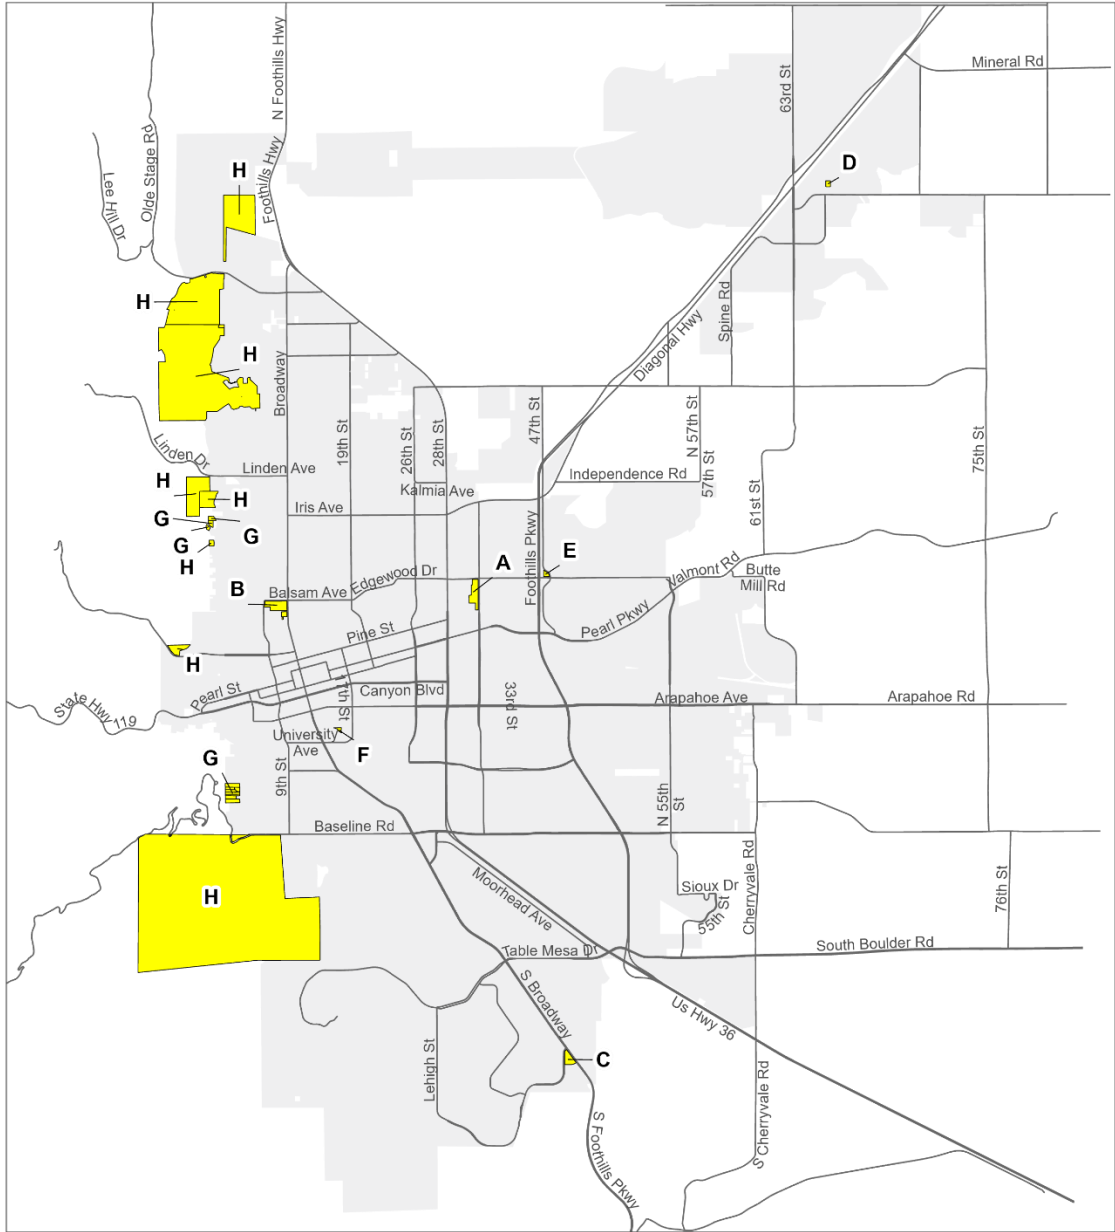 N Foothills Hwy
Mineral Rd
63rd St
Olde Stage Rd
Lee Hill Dr
Foothills Hwy
H
D
H
Spine Rd
Diagonal Hwy
H
Broadway
19th St
26th St
28th St
47th St
N 57th St
57th St
75th St
Linden Dr
Linden Ave
Independence Rd
Kalmia Ave
H
H
Iris Ave
61st St
G
G
G
H
Foothills Pkwy
E
A
Valmont Rd
Butte
Mill Rd
Edgewood Dr
B
Balsam Ave
Pine St
Pearl Pkwy
H
Pearl St
Canyon Blvd
17th St
33rd St
Arapahoe Ave
Arapahoe Rd
State Hwy 119
University
Ave
F
G
9th St
N 55th
St
Baseline Rd
H
Moorhead Ave
Sioux Dr
55th St
Cherryvale Rd
76th St
Table Mesa Dr
South Boulder Rd
S Broadway
Us Hwy 36
C
Lehigh St
S Cherryvale Rd
S Foothills Pkwy